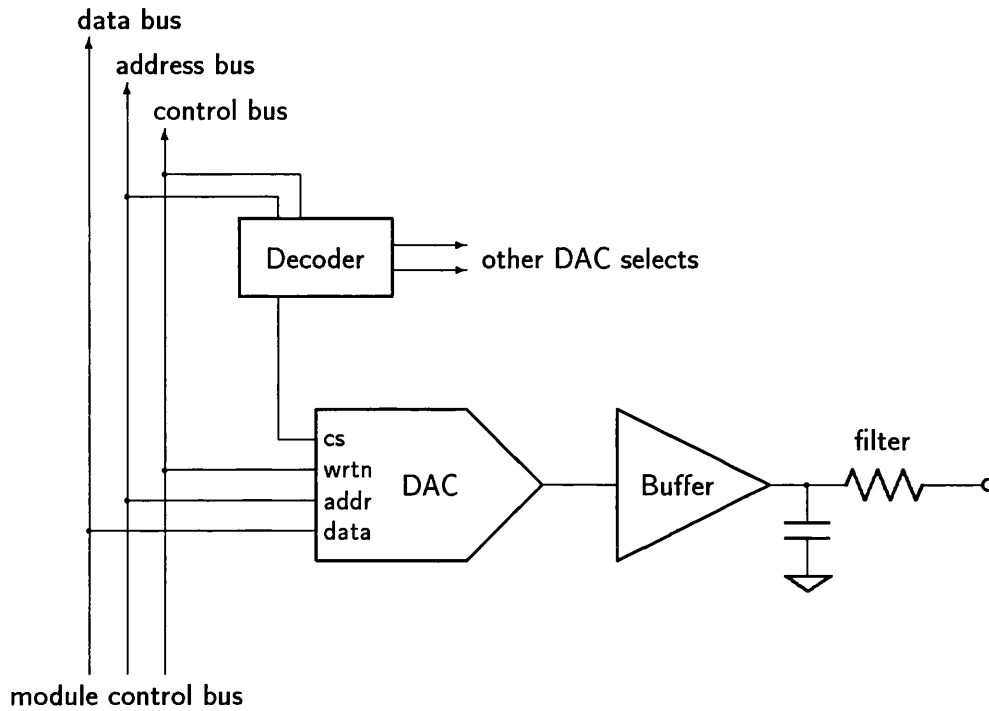 data bus
address bus
control bus
Decoder
other DAC selects
cs
wrtn
addr
data
DAC
Buffer
filter
module control bus